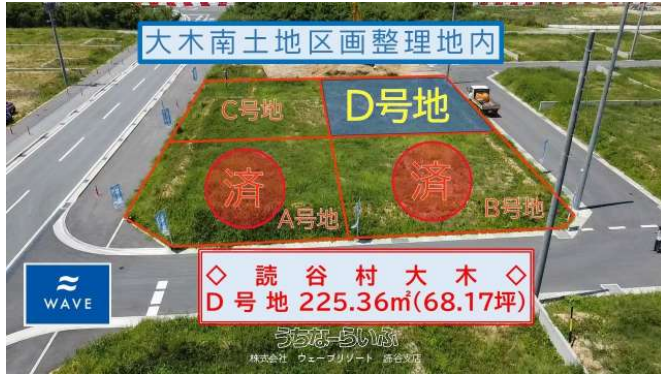 大木南土地区画整理地内
C号地
D号地
済
A号地
済
B号地
WAVE
◇ 読谷村大木 ◇
D号地 225.36㎡(68.17坪)
うちなーらいふ
株式会社 ウェーブリゾート 読谷支店